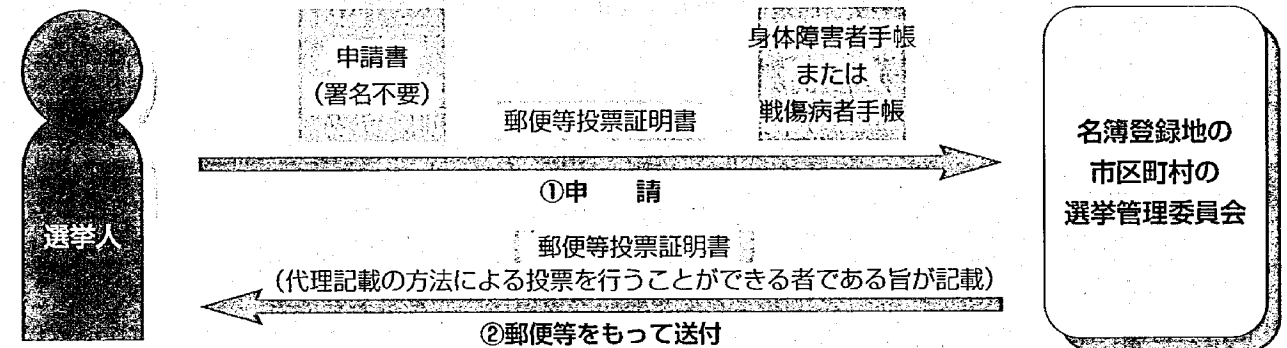 申請書
(署名不要)
郵便等投票証明書
身体障害者手帳
または
戦傷病者手帳
①申 請
選挙人
名簿登録地の
市区町村の
選挙管理委員会
郵便等投票証明書
(代理記載の方法による投票を行うことができる者である旨が記載)
②郵便等をもって送付